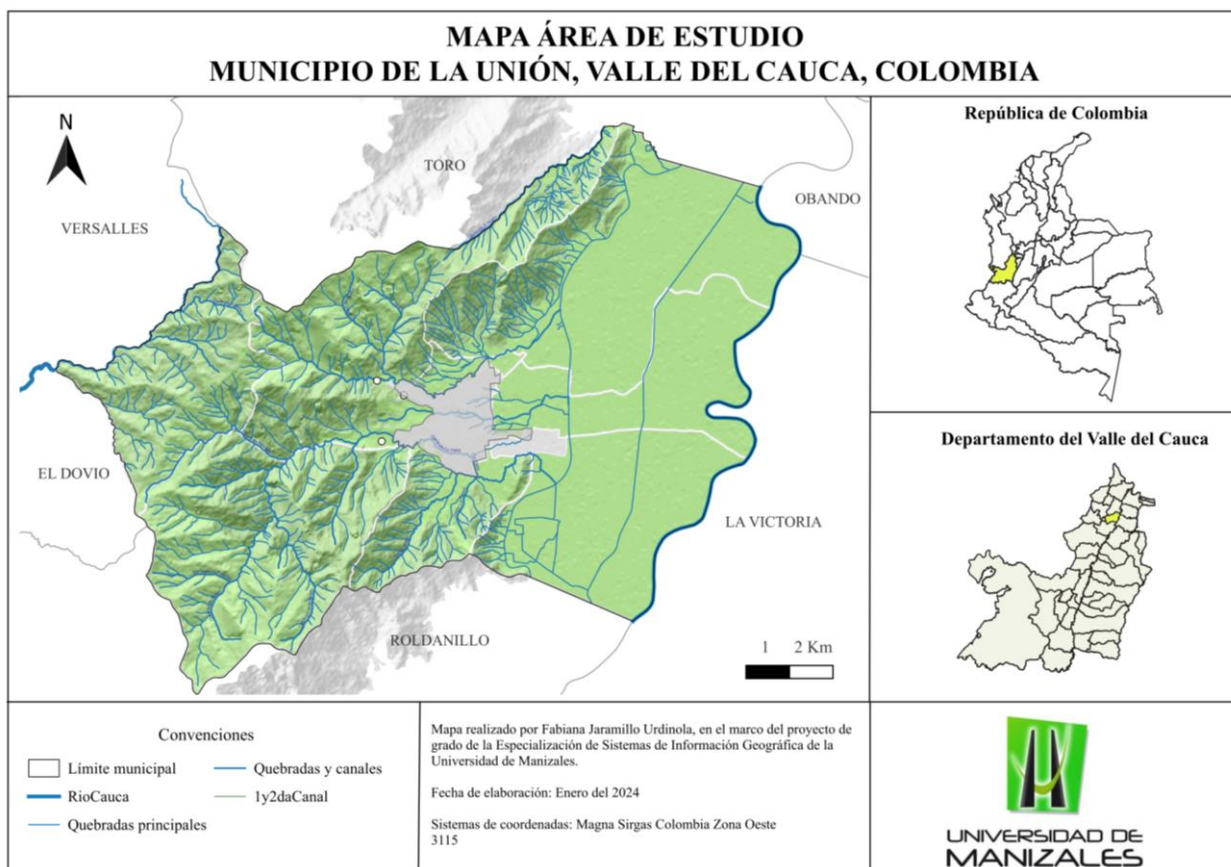 MAPA ÁREA DE ESTUDIO
MUNICIPIO DE LA UNIÓN, VALLE DEL CAUCA, COLOMBIA
N
TORO
OBANDO
VERSALLES
EL DOVIO
LA VICTORIA
ROLDANILLO
1 2 Km
República de Colombia
Departamento del Valle del Cauca
Convenciones
Límite municipal
RioCauca
Quebradas principales
Quebradas y canales
1y2daCanal
Mapa realizado por Fabiana Jaramillo Urdinola, en el marco del proyecto de
grado de la Especialización de Sistemas de Información Geográfica de la
Universidad de Manizales.
Fecha de elaboración: Enero del 2024
Sistemas de coordenadas: Magna Sirgas Colombia Zona Oeste
3115
UNIVERSIDAD DE
MANIZALES